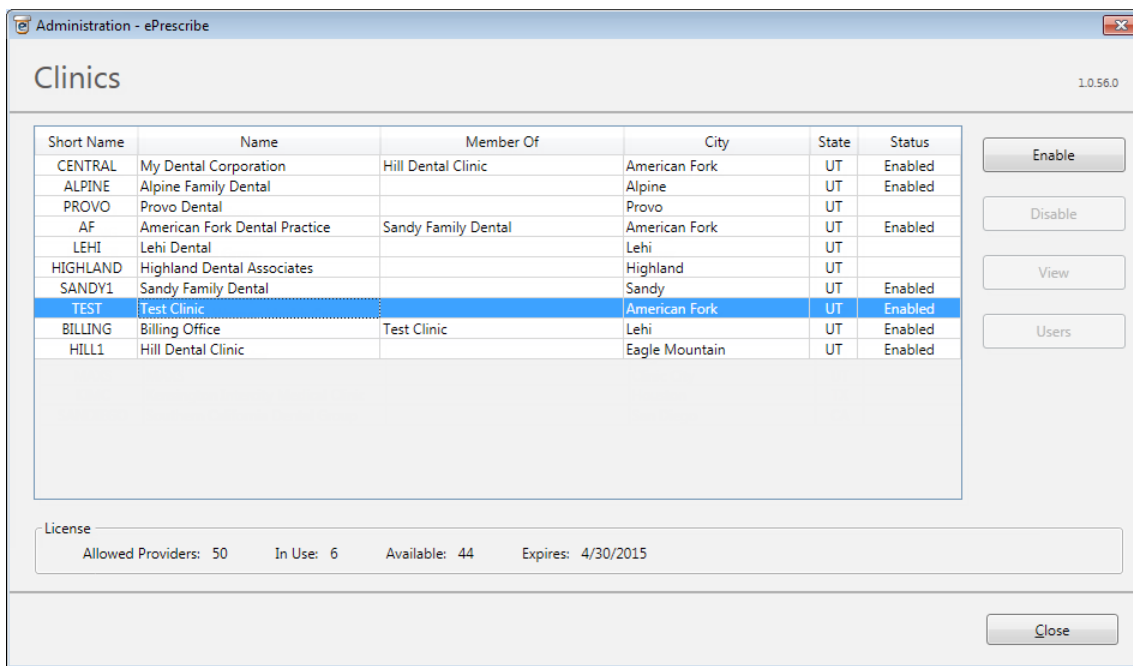 Administration - ePrescribe
Clinics
1.0.56.0
Short Name Name Member Of City State Status
CENTRAL My Dental Corporation Hill Dental Clinic American Fork UT Enabled
ALPINE Alpine Family Dental Alpine UT Enabled
PROVO Provo Dental Provo UT
AF American Fork Dental Practice Sandy Family Dental American Fork UT Enabled
LEHI Lehi Dental Lehi UT
HIGHLAND Highland Dental Associates Highland UT
SANDY1 Sandy Family Dental Sandy UT Enabled
TEST Test Clinic American Fork UT Enabled
BILLING Billing Office Test Clinic Lehi UT Enabled
HILL1 Hill Dental Clinic Eagle Mountain UT Enabled
Enable
Disable
View
Users
License
Allowed Providers: 50 In Use: 6 Available: 44 Expires: 4/30/2015
Close